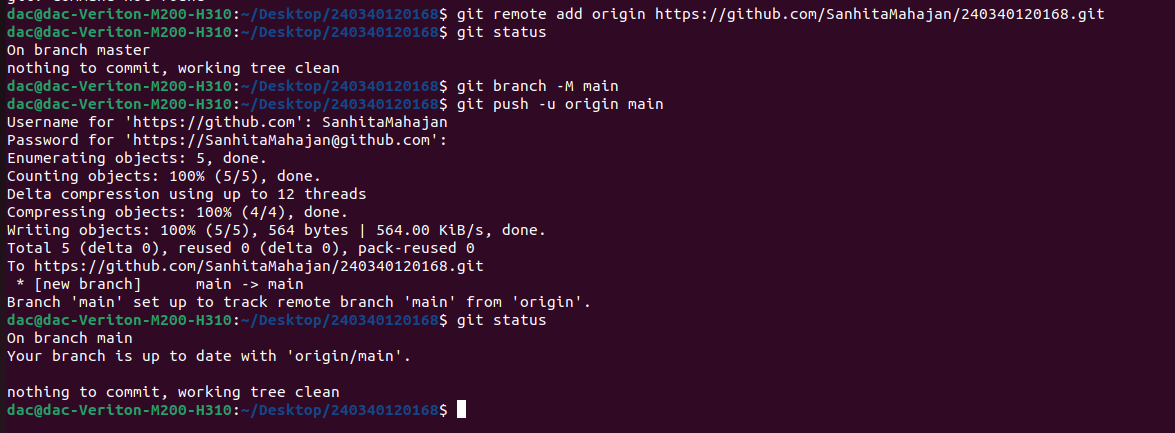 dac@dac-Veriton-M200-H310:~/Desktop/240340120168$ git remote add origin https://github.com/SanhitaMahajan/240340120168.git
dac@dac-Veriton-M200-H310:~/Desktop/240340120168$ git status
On branch master
nothing to commit, working tree clean
dac@dac-Veriton-M200-H310:~/Desktop/240340120168$ git branch -M main
dac@dac-Veriton-M200-H310:~/Desktop/240340120168$ git push -u origin main
Username for 'https://github.com': SanhitaMahajan
Password for 'https://SanhitaMahajan@github.com':
Enumerating objects: 5, done.
Counting objects: 100% (5/5), done.
Delta compression using up to 12 threads
Compressing objects: 100% (4/4), done.
Writing objects: 100% (5/5), 564 bytes | 564.00 KiB/s, done.
Total 5 (delta 0), reused 0 (delta 0), pack-reused 0
To https://github.com/SanhitaMahajan/240340120168.git
 * [new branch]      main -> main
Branch 'main' set up to track remote branch 'main' from 'origin'.
dac@dac-Veriton-M200-H310:~/Desktop/240340120168$ git status
On branch main
Your branch is up to date with 'origin/main'.
nothing to commit, working tree clean
dac@dac-Veriton-M200-H310:~/Desktop/240340120168$